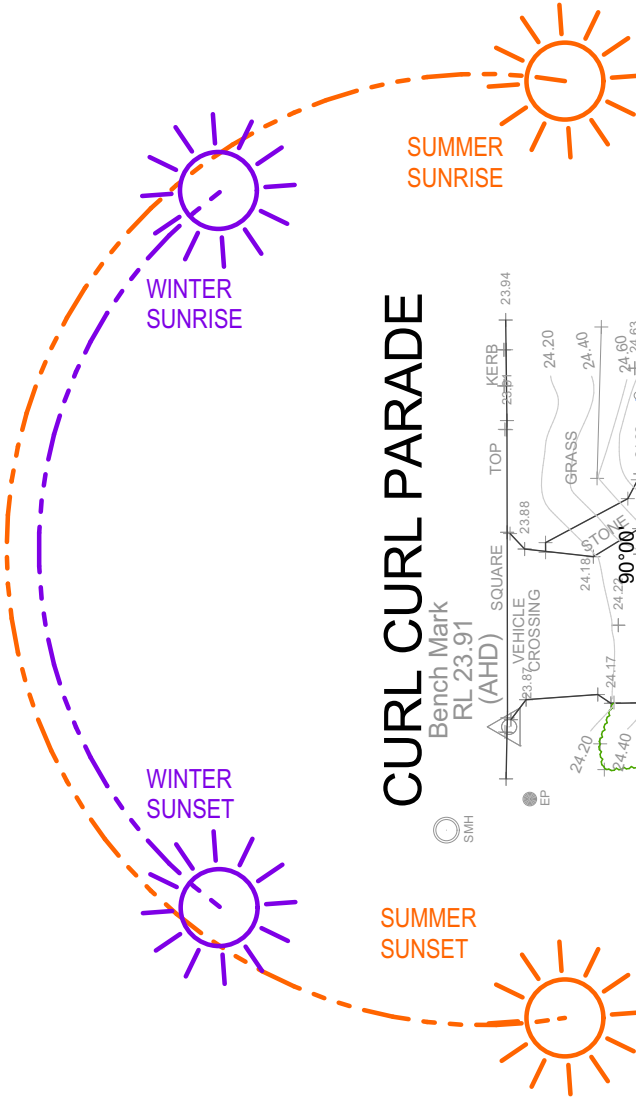 SUMMER
SUNRISE
WINTER
SUNRISE
CURL CURL PARADE
Bench Mark
RL 23.91
(AHD)
SQUARE
TOP
KERB
23.94
23.88
VEHICLE
CROSSING
23.87
24.20
24.40
24.60
24.63
GRASS
STONE
90°00'
24.18
24.22
24.17
24.20
24.40
WINTER
SUNSET
SMH
EP
SUMMER
SUNSET